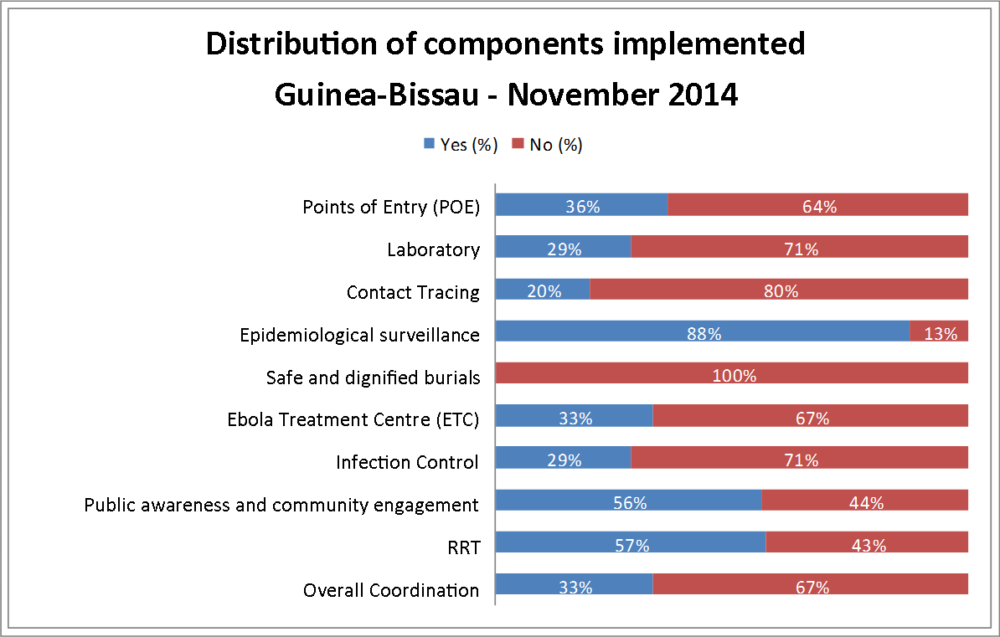 Distribution of components implemented
Guinea-Bissau - November 2014
Yes (%) No (%)
Points of Entry (POE) 36% 64%
Laboratory 29% 71%
Contact Tracing 20% 80%
Epidemiological surveillance 88% 13%
Safe and dignified burials 100%
Ebola Treatment Centre (ETC) 33% 67%
Infection Control 29% 71%
Public awareness and community engagement 56% 44%
RRT 57% 43%
Overall Coordination 33% 67%